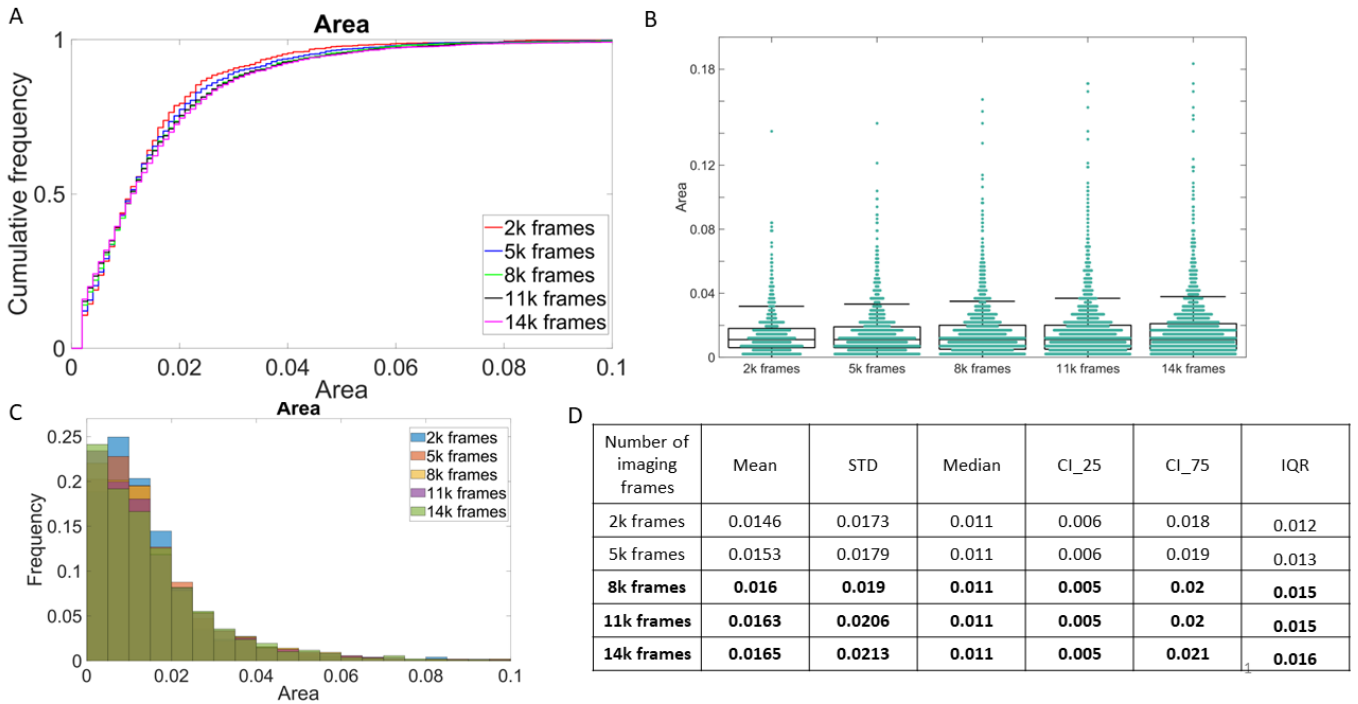 A
Area
1
0.5
0
Cumulative frequency
2k frames
5k frames
8k frames
11k frames
14k frames
0 0.02 0.04 0.06 0.08 0.1
Area
B
0.18
0.12
0.08
0.04
0
Area
2k frames 5k frames 8k frames 11k frames 14k frames
C
Area
0.25
0.2
0.15
0.1
0.05
0
Frequency
2k frames
5k frames
8k frames
11k frames
14k frames
0 0.02 0.04 0.06 0.08 0.1
Area
D
Number of
imaging
frames
Mean STD Median CI_25 CI_75 IQR
2k frames 0.0146 0.0173 0.011 0.006 0.018 0.012
5k frames 0.0153 0.0179 0.011 0.006 0.019 0.013
8k frames 0.016 0.019 0.011 0.005 0.02 0.015
11k frames 0.0163 0.0206 0.011 0.005 0.02 0.015
14k frames 0.0165 0.0213 0.011 0.005 0.021 0.016
1